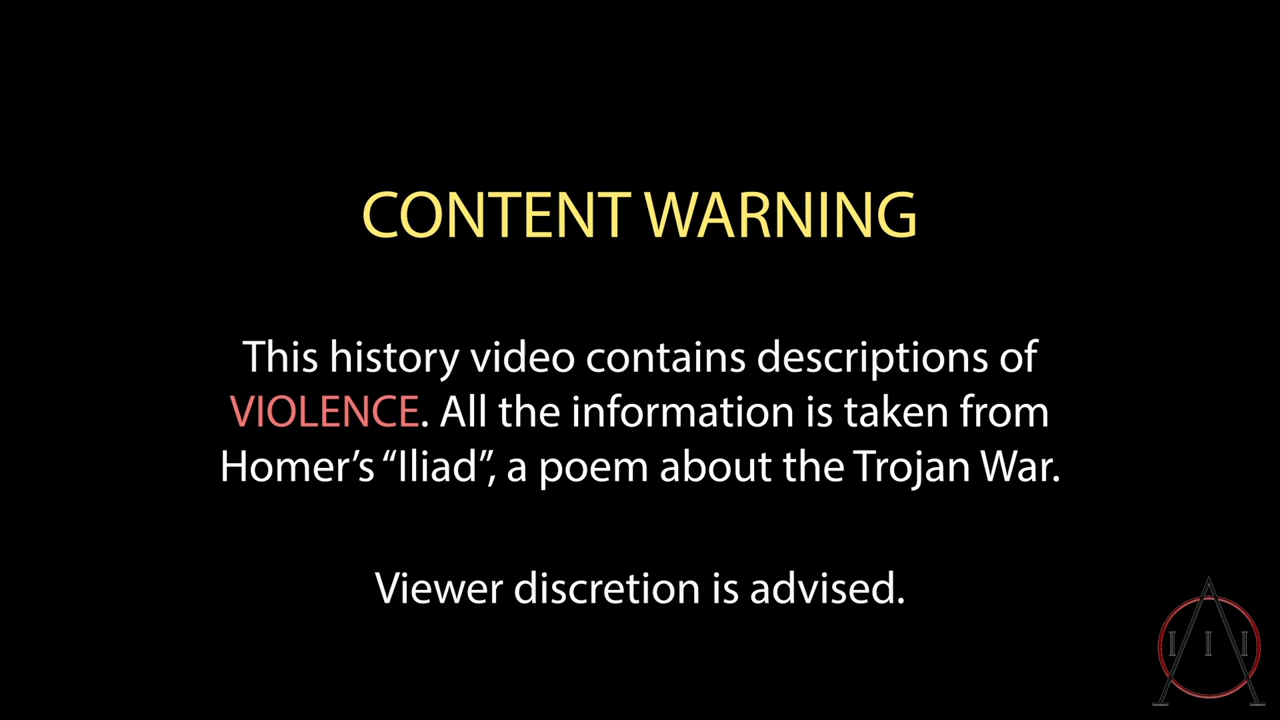 CONTENT WARNING
This history video contains descriptions of
VIOLENCE. All the information is taken from
Homer’s “Iliad”, a poem about the Trojan War.
Viewer discretion is advised.